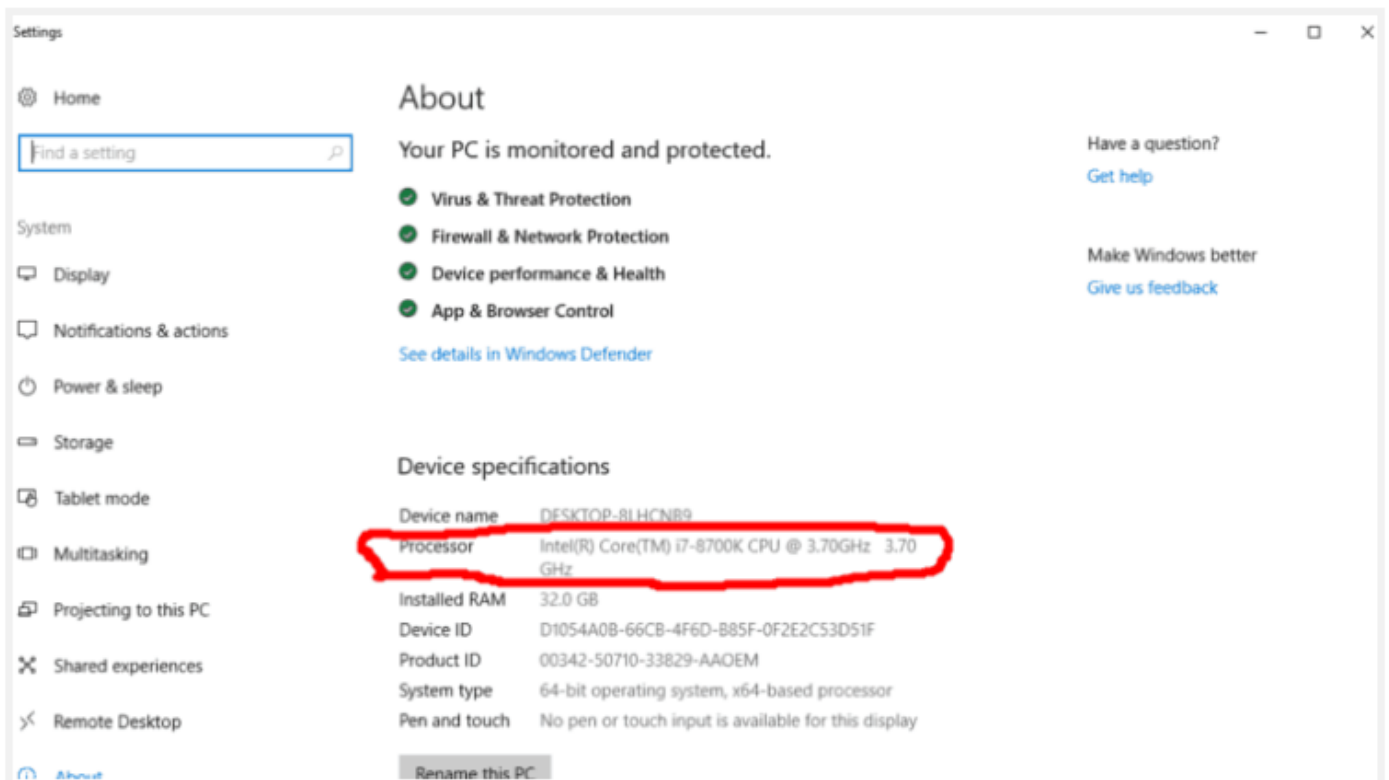 Settings
Home
Find a setting
System
Display
Notifications & actions
Power & sleep
Storage
Tablet mode
Multitasking
Projecting to this PC
Shared experiences
Remote Desktop
About
About
Your PC is monitored and protected.
Virus & Threat Protection
Firewall & Network Protection
Device performance & Health
App & Browser Control
See details in Windows Defender
Device specifications
Device name DESKTOP-8LHCNB9
Processor Intel(R) Core(TM) i7-8700K CPU @ 3.70GHz 3.70
GHz
Installed RAM 32.0 GB
Device ID D1054A0B-66CB-4F6D-B85F-0F2E2C53D51F
Product ID 00342-50710-33829-AAOEM
System type 64-bit operating system, x64-based processor
Pen and touch No pen or touch input is available for this display
Rename this PC
Have a question?
Get help
Make Windows better
Give us feedback